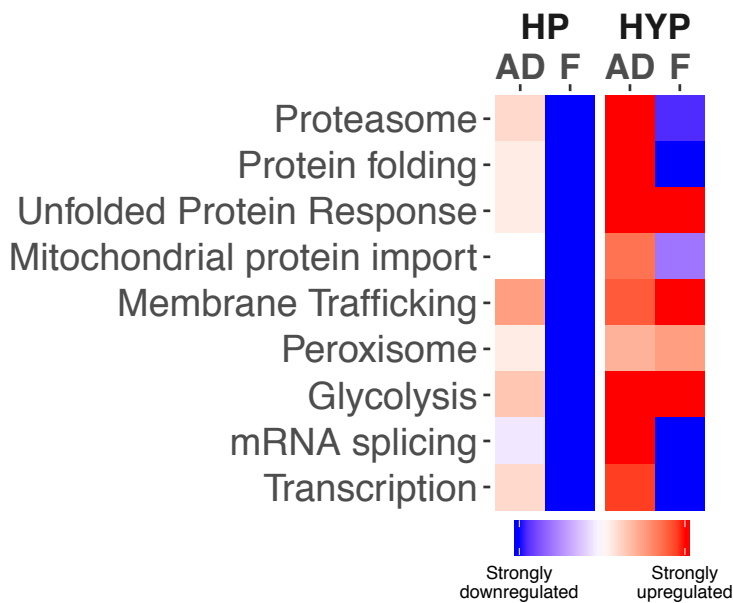 HP HYP
AD F AD F
Proteasome
Protein folding
Unfolded Protein Response
Mitochondrial protein import
Membrane Trafficking
Peroxisome
Glycolysis
mRNA splicing
Transcription
Strongly downregulated
Strongly upregulated